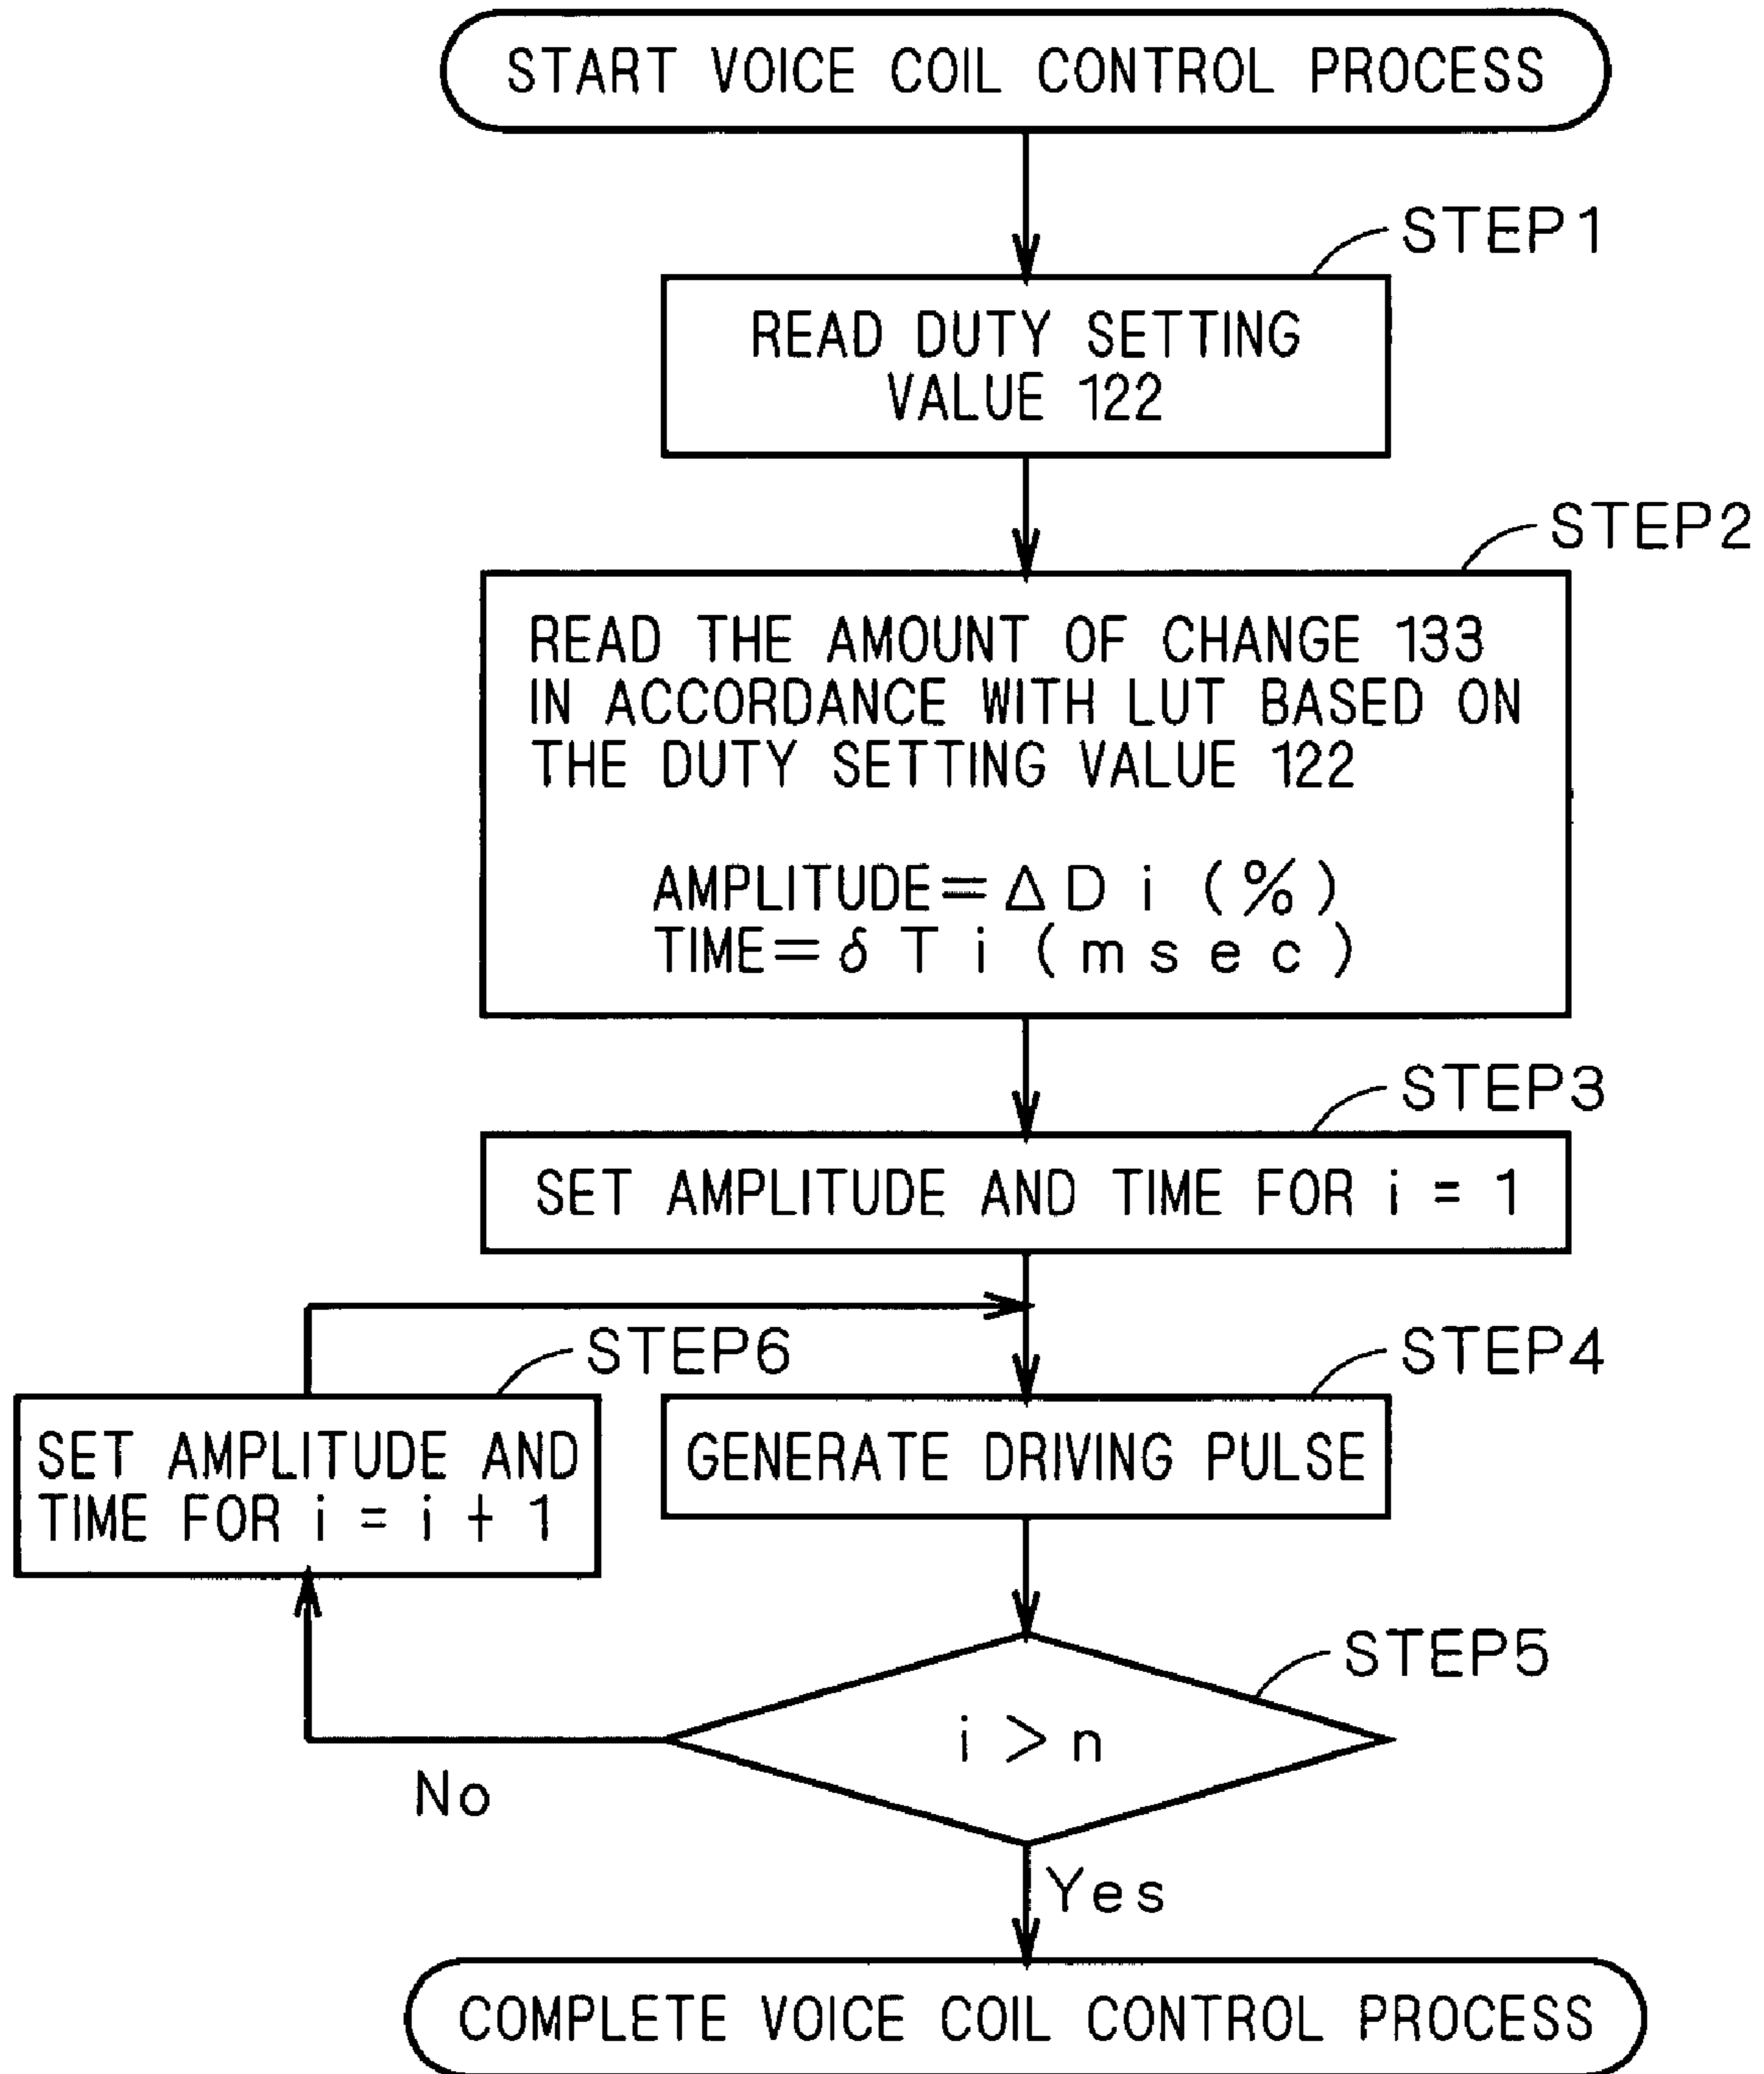 START VOICE COIL CONTROL PROCESS
STEP1
READ DUTY SETTING
VALUE 122
STEP2
READ THE AMOUNT OF CHANGE 133
IN ACCORDANCE WITH LUT BASED ON
THE DUTY SETTING VALUE 122
AMPLITUDE=ΔDi (%)
TIME=δTi (msec)
STEP3
SET AMPLITUDE AND TIME FOR i = 1
STEP6
SET AMPLITUDE AND
TIME FOR i = i + 1
STEP4
GENERATE DRIVING PULSE
STEP5
i > n
No
Yes
COMPLETE VOICE COIL CONTROL PROCESS